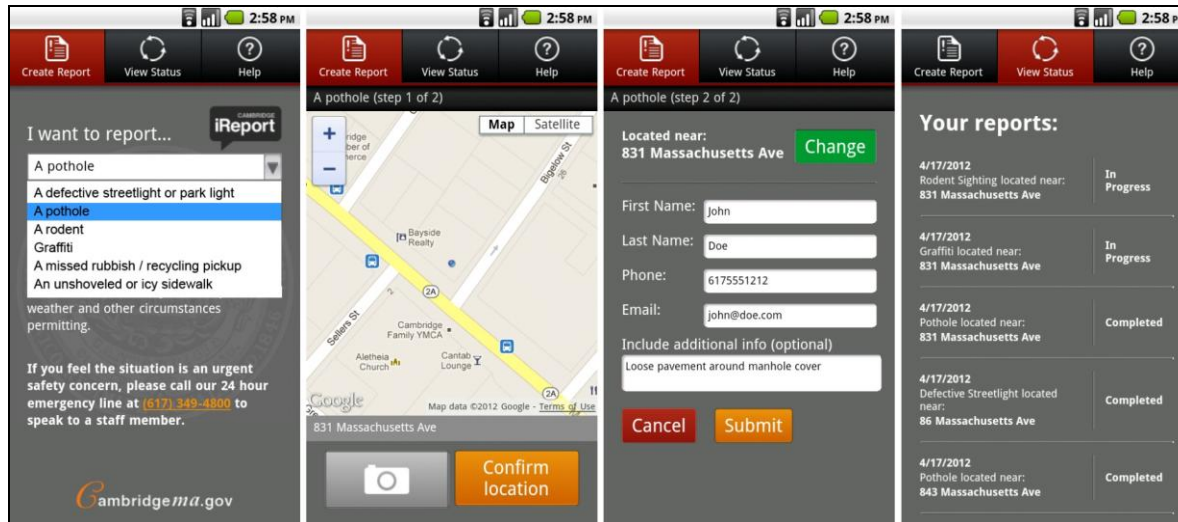 2:58 PM
Create Report
View Status
Help
CAMBRIDGE
iReport
I want to report...
A pothole
A defective streetlight or park light
A pothole
A rodent
Graffiti
A missed rubbish / recycling pickup
An unshoveled or icy sidewalk
weather and other circumstances
permitting.
If you feel the situation is an urgent
safety concern, please call our 24 hour
emergency line at (617) 349-4800 to
speak to a staff member.
Cambridgema.gov
2:58 PM
Create Report
View Status
Help
A pothole (step 1 of 2)
+
−
Map
Satellite
ridge
ber of
erce
Bigelow St
Bayside
Realty
2A
Sellers St
Cambridge
Family YMCA
Aletheia
Church
Cantab
Lounge
2A
Google
Map data ©2012 Google - Terms of Use
831 Massachusetts Ave
Confirm
location
2:58 PM
Create Report
View Status
Help
A pothole (step 2 of 2)
Located near:
831 Massachusetts Ave
Change
First Name:
John
Last Name:
Doe
Phone:
6175551212
Email:
john@doe.com
Include additional info (optional)
Loose pavement around manhole cover
Cancel
Submit
2:58 P
Create Report
View Status
Help
Your reports:
4/17/2012
Rodent Sighting located near:
831 Massachusetts Ave
In
Progress
4/17/2012
Graffiti located near:
831 Massachusetts Ave
In
Progress
4/17/2012
Pothole located near:
831 Massachusetts Ave
Completed
4/17/2012
Defective Streetlight located
near:
86 Massachusetts Ave
Completed
4/17/2012
Pothole located near:
843 Massachusetts Ave
Completed